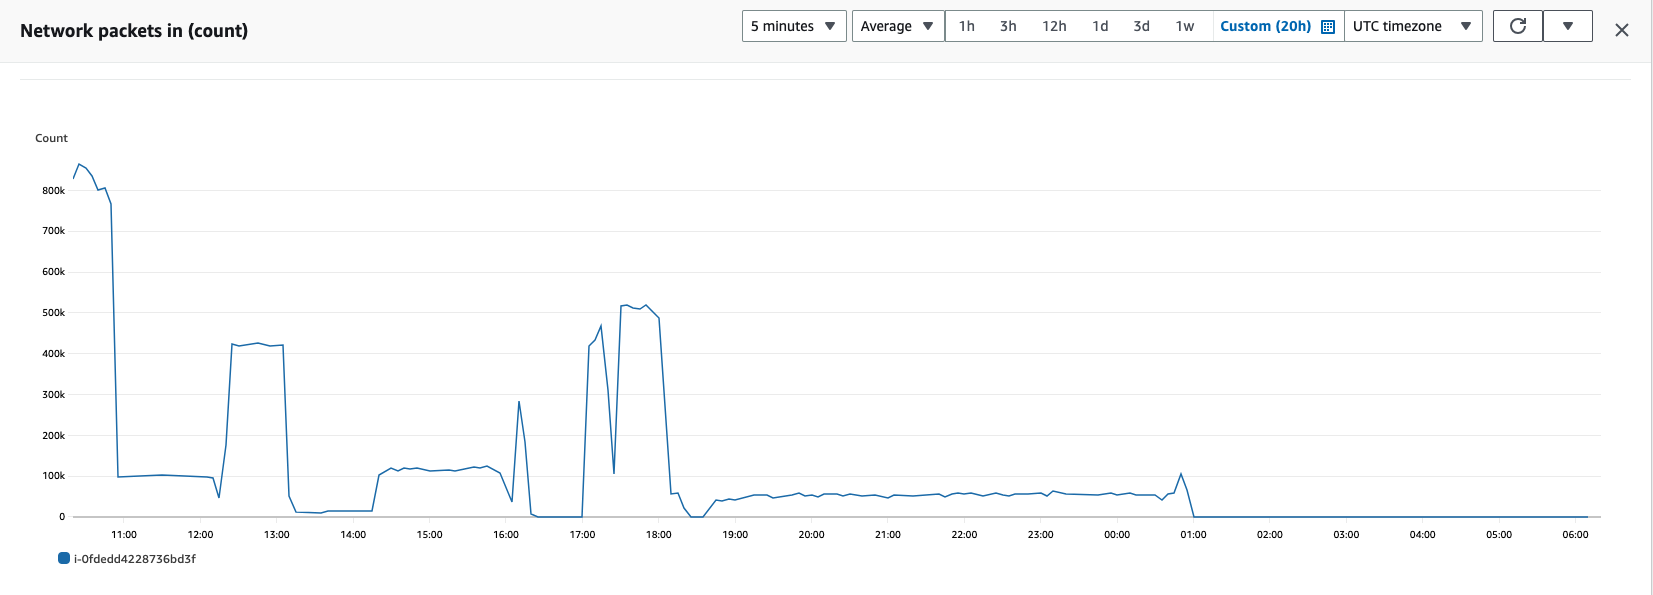 Network packets in (count)
5 minutes Average 1h 3h 12h 1d 3d 1w Custom (20h) UTC timezone
Count
800k
700k
600k
500k
400k
300k
200k
100k
0
11:00 12:00 13:00 14:00 15:00 16:00 17:00 18:00 19:00 20:00 21:00 22:00 23:00 00:00 01:00 02:00 03:00 04:00 05:00 06:00
i-0fdedd4228736bd3f